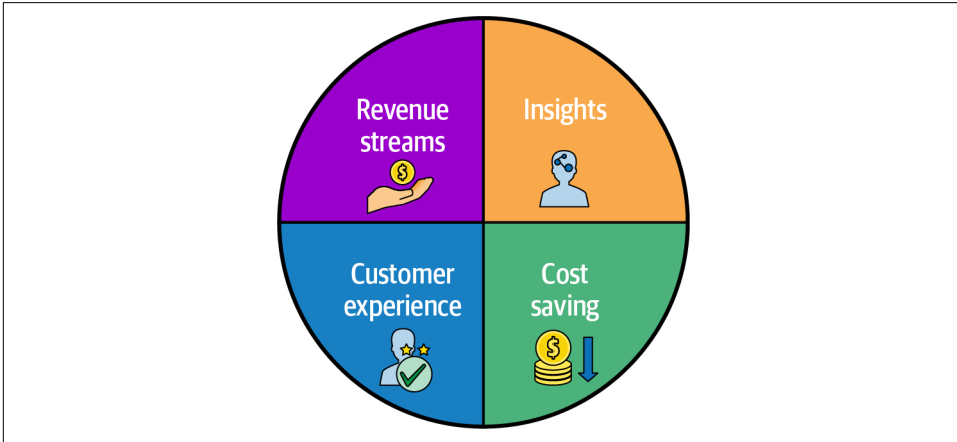 Revenue
streams
Insights
Customer
experience
Cost
saving
$
$